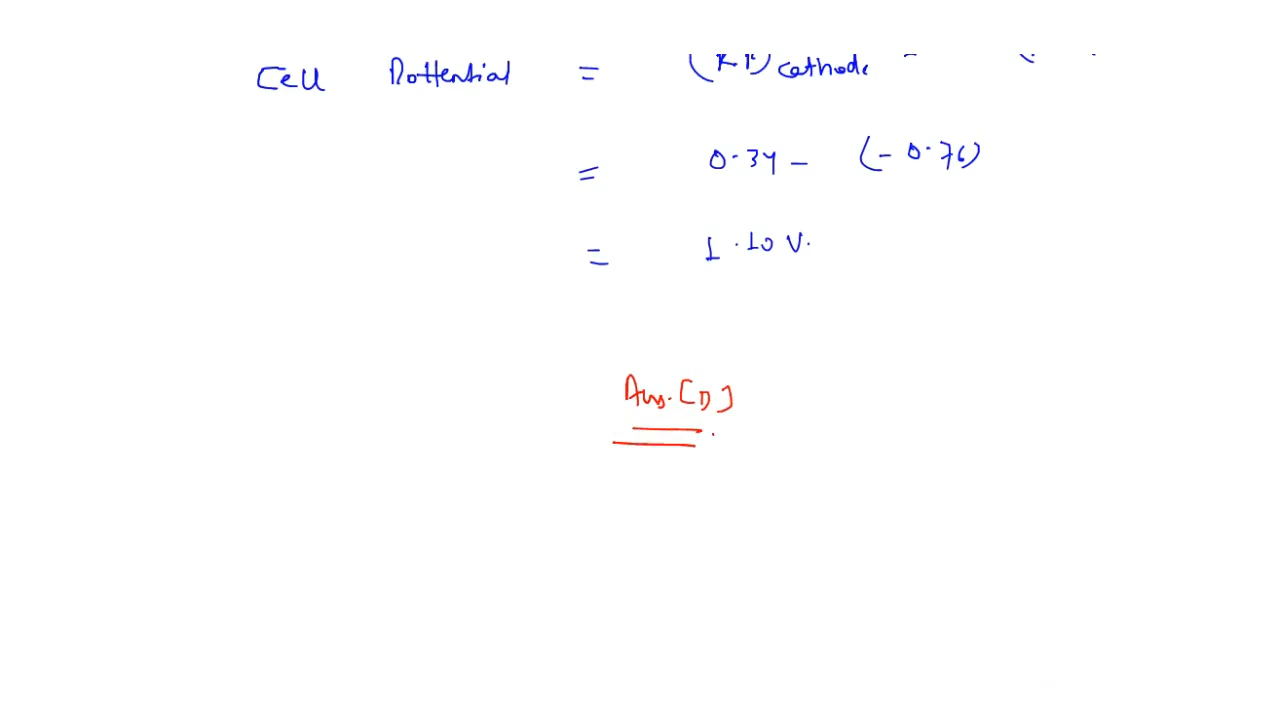 Cell Pottential = (RP) cathode - (
= 0.34 - (-0.76)
= 1.10 V.
Ans. [D]